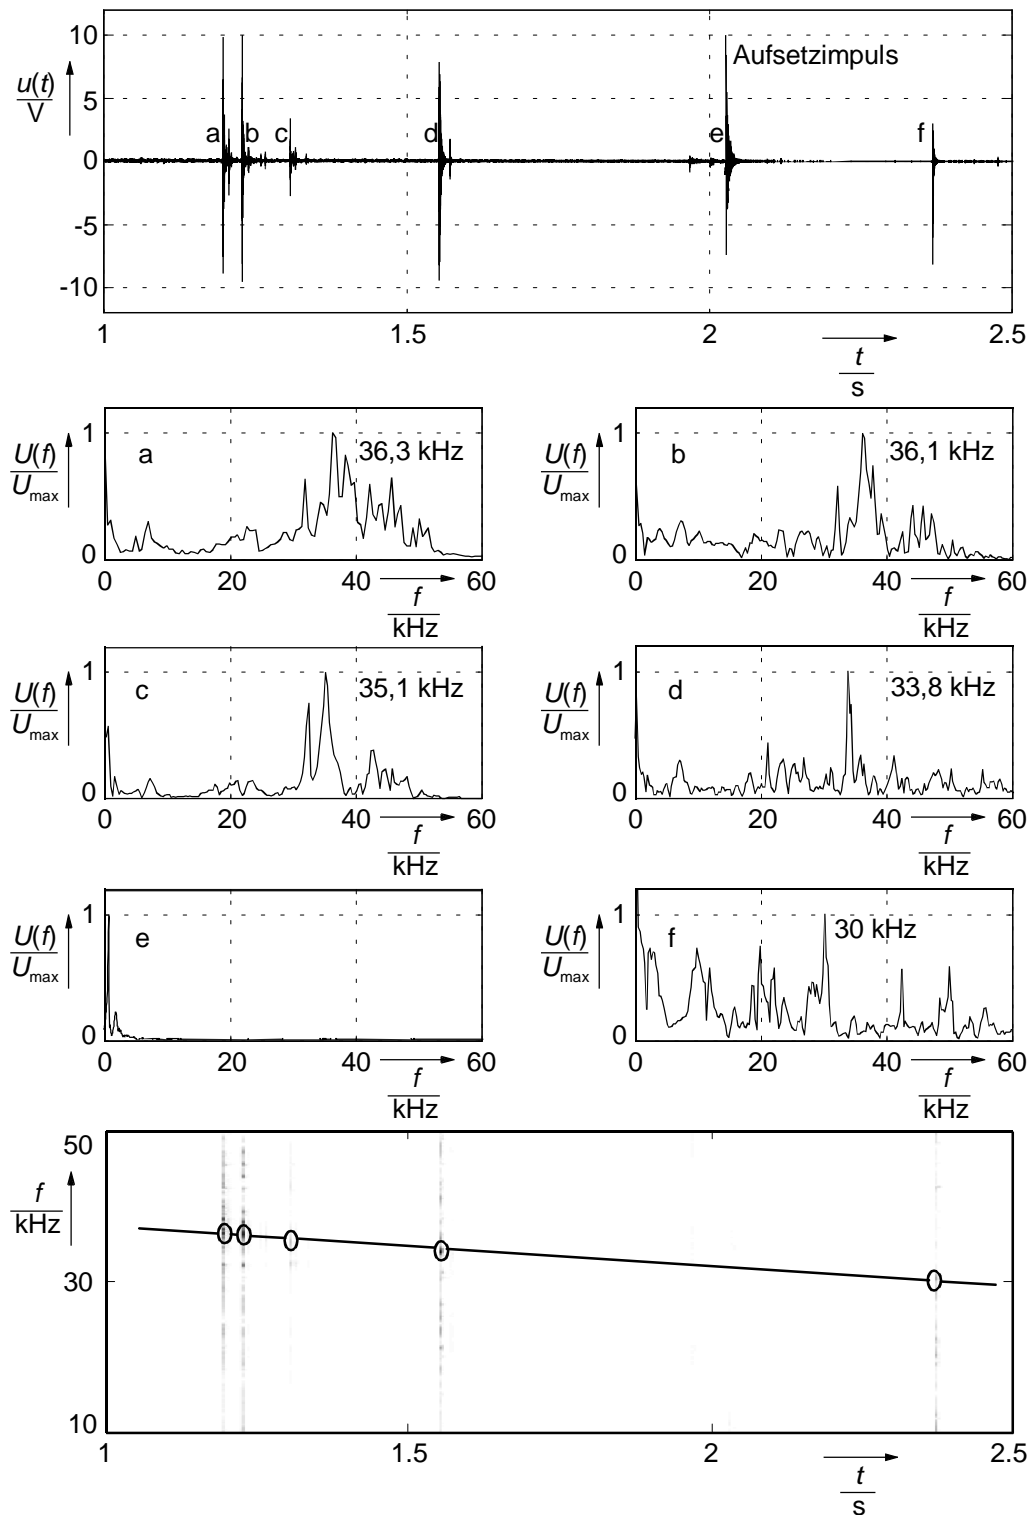 10
5
0
-5
-10
u(t)
V
a b c d e f
Aufsetzimpuls
1 1.5 2 2.5
t
s
U(f)
Umax
1
0
a
36,3 kHz
0 20 40 60
f
kHz
U(f)
Umax
1
0
b
36,1 kHz
0 20 40 60
f
kHz
U(f)
Umax
1
0
c
35,1 kHz
0 20 40 60
f
kHz
U(f)
Umax
1
0
d
33,8 kHz
0 20 40 60
f
kHz
U(f)
Umax
1
0
e
0 20 40 60
f
kHz
U(f)
Umax
1
0
f
30 kHz
0 20 40 60
f
kHz
50
f
kHz
30
10
1 1.5 2 2.5
t
s